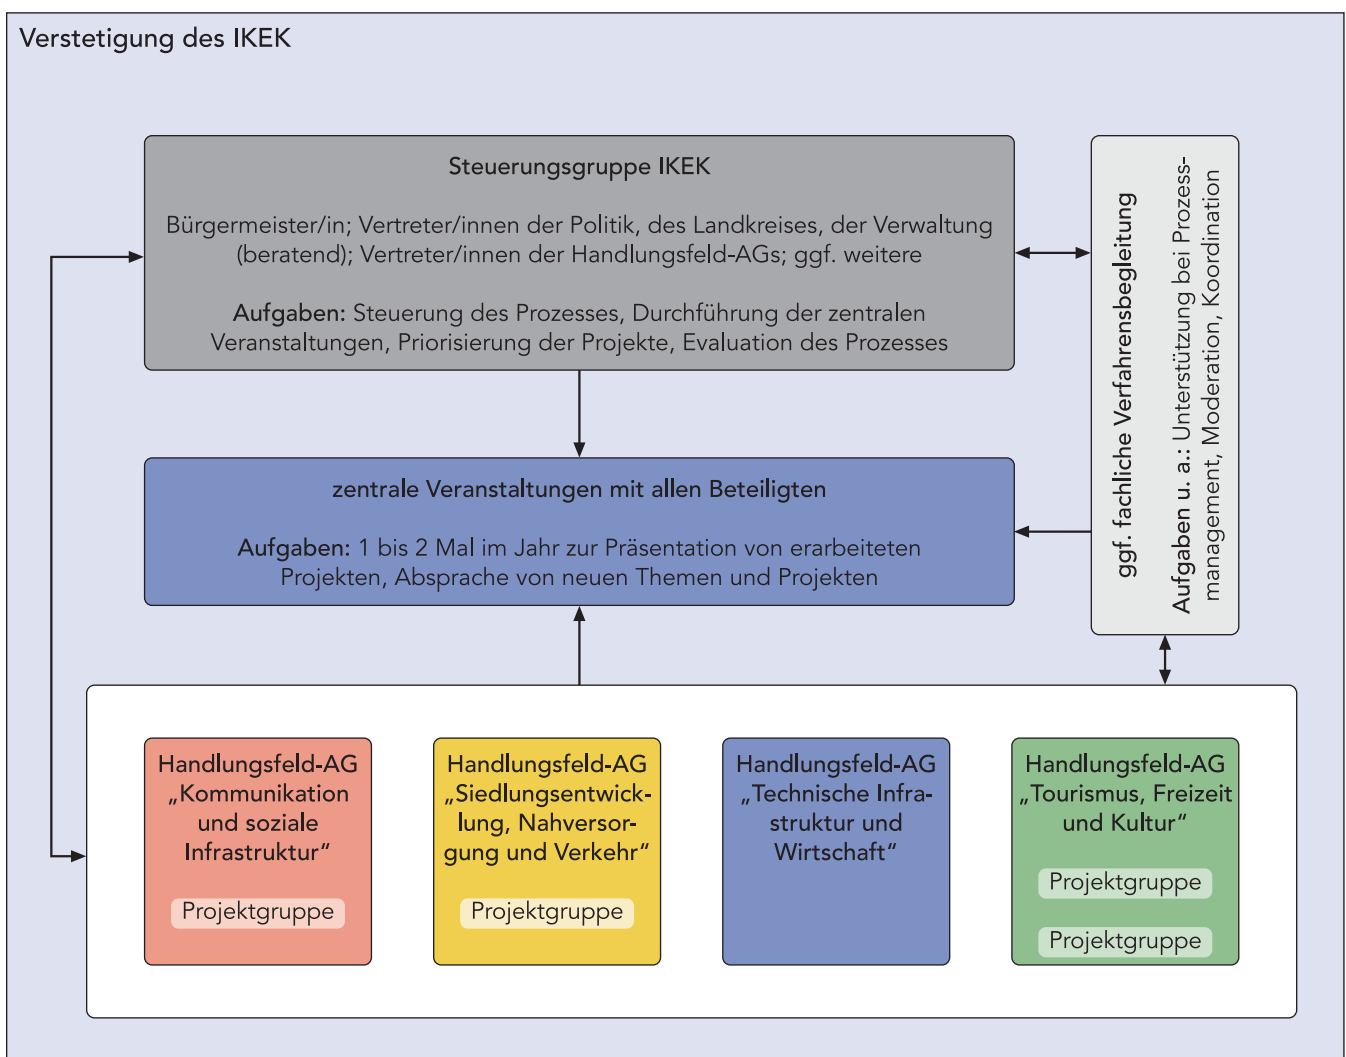 Verstetigung des IKEK
Steuerungsgruppe IKEK
Bürgermeister/in; Vertreter/innen der Politik, des Landkreises, der Verwaltung
(beratend); Vertreter/innen der Handlungsfeld-AGs; ggf. weitere
Aufgaben: Steuerung des Prozesses, Durchführung der zentralen
Veranstaltungen, Priorisierung der Projekte, Evaluation des Prozesses
ggf. fachliche Verfahrensbegleitung
Aufgaben u. a.: Unterstützung bei Prozess-
management, Moderation, Koordination
zentrale Veranstaltungen mit allen Beteiligten
Aufgaben: 1 bis 2 Mal im Jahr zur Präsentation von erarbeiteten
Projekten, Absprache von neuen Themen und Projekten
Handlungsfeld-AG
„Kommunikation
und soziale
Infrastruktur“
Projektgruppe
Handlungsfeld-AG
„Siedlungsentwick-
lung, Nahversor-
gung und Verkehr“
Projektgruppe
Handlungsfeld-AG
„Technische Infra-
struktur und
Wirtschaft“
Handlungsfeld-AG
„Tourismus, Freizeit
und Kultur“
Projektgruppe
Projektgruppe